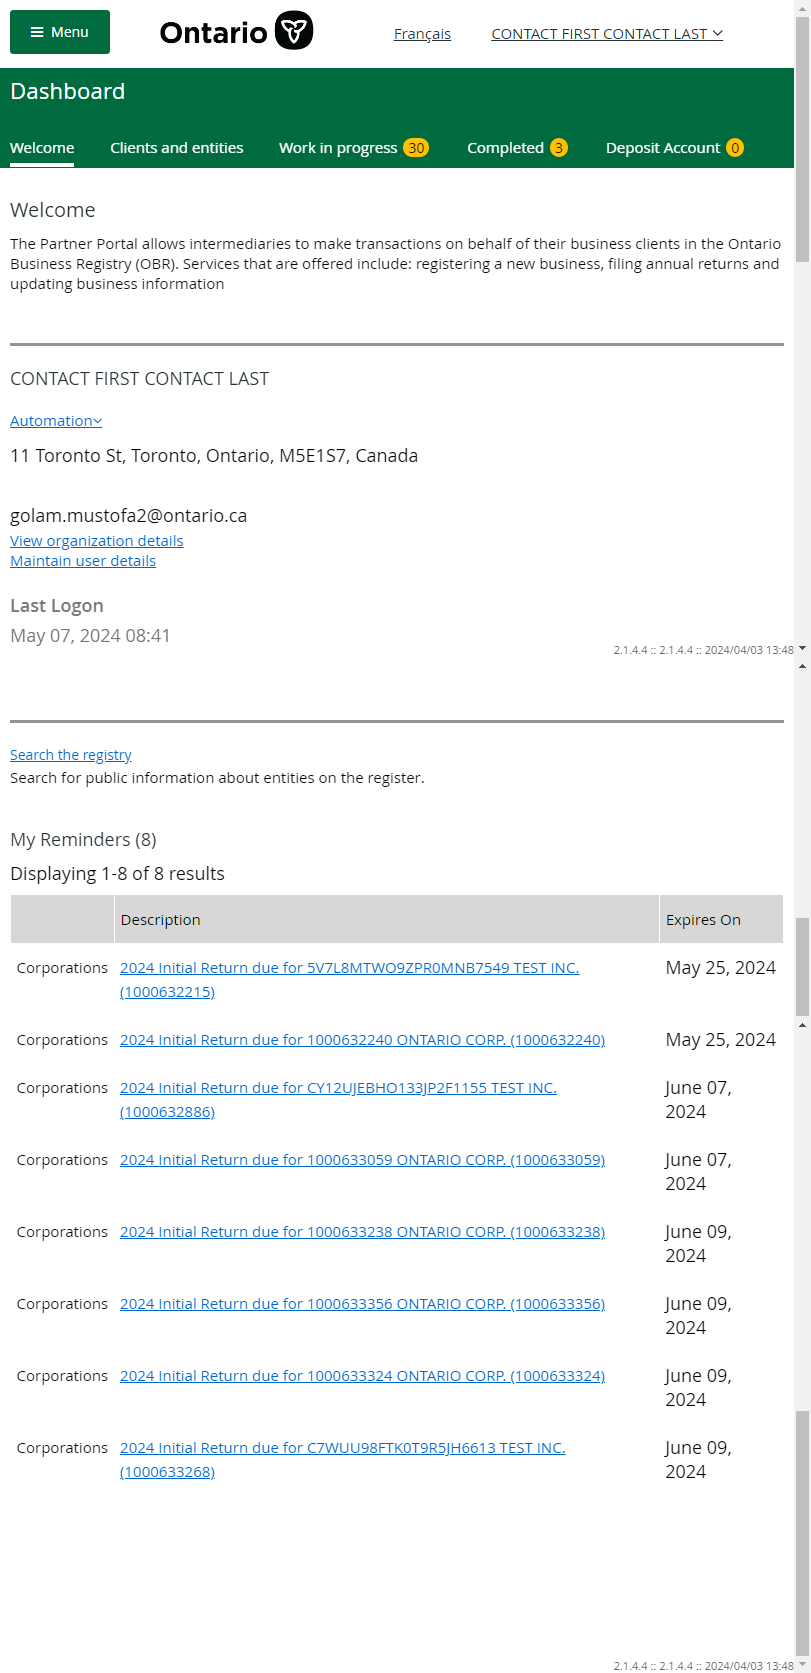 Menu
Ontario
Français
CONTACT FIRST CONTACT LAST
Dashboard
Welcome
Clients and entities
Work in progress 30
Completed 3
Deposit Account 0
Welcome
The Partner Portal allows intermediaries to make transactions on behalf of their business clients in the Ontario
Business Registry (OBR). Services that are offered include: registering a new business, filing annual returns and
updating business information
CONTACT FIRST CONTACT LAST
Automation
11 Toronto St, Toronto, Ontario, M5E1S7, Canada
golam.mustofa2@ontario.ca
View organization details
Maintain user details
Last Logon
May 07, 2024 08:41
2.1.4.4 :: 2.1.4.4 :: 2024/04/03 13:48
Search the registry
Search for public information about entities on the register.
My Reminders (8)
Displaying 1-8 of 8 results
Description Expires On
Corporations 2024 Initial Return due for 5V7L8MTWO9ZPR0MNB7549 TEST INC. May 25, 2024
(1000632215)
Corporations 2024 Initial Return due for 1000632240 ONTARIO CORP. (1000632240) May 25, 2024
Corporations 2024 Initial Return due for CY12UJEBHO133JP2F1155 TEST INC. June 07,
(1000632886) 2024
Corporations 2024 Initial Return due for 1000633059 ONTARIO CORP. (1000633059) June 07,
2024
Corporations 2024 Initial Return due for 1000633238 ONTARIO CORP. (1000633238) June 09,
2024
Corporations 2024 Initial Return due for 1000633356 ONTARIO CORP. (1000633356) June 09,
2024
Corporations 2024 Initial Return due for 1000633324 ONTARIO CORP. (1000633324) June 09,
2024
Corporations 2024 Initial Return due for C7WUU98FTK0T9R5JH6613 TEST INC. June 09,
(1000633268) 2024
2.1.4.4 :: 2.1.4.4 :: 2024/04/03 13:48